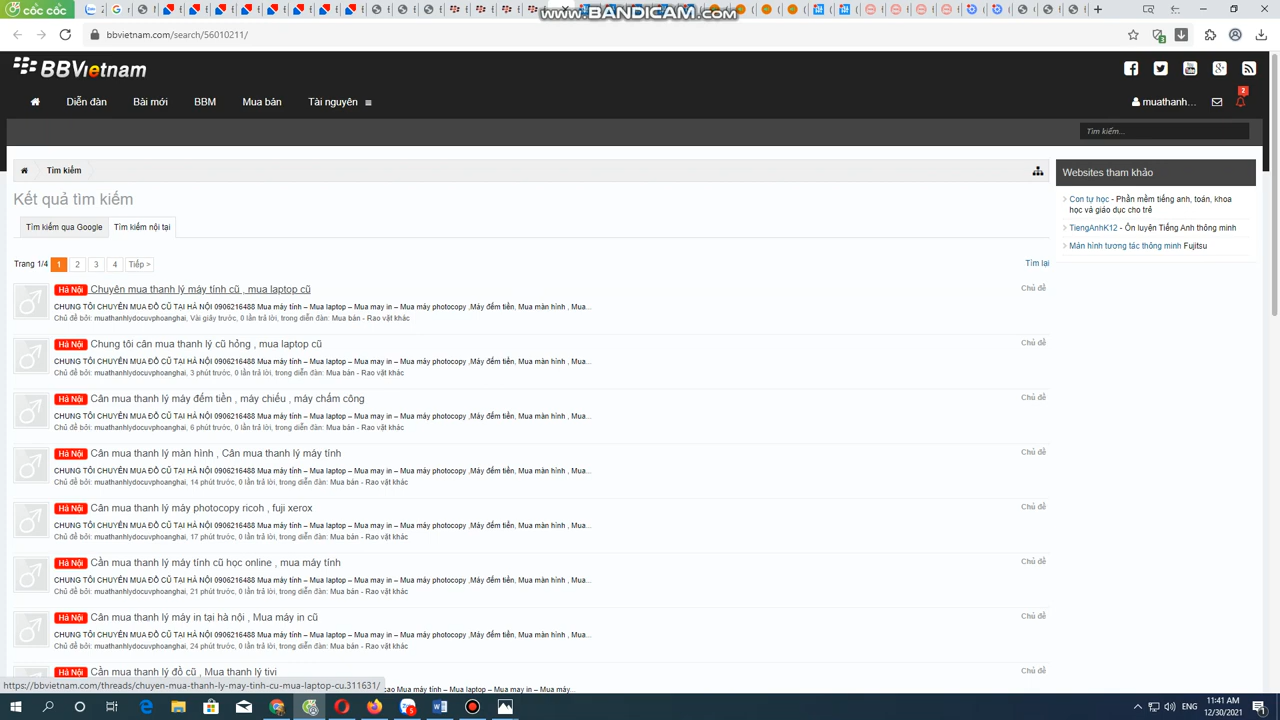 www.BANDICAM.com
bbvietnam.com/search/56010211/
BBVietnam
Diễn đàn Bài mới BBM Mua bán Tài nguyên
muathanh... 2
Tìm kiếm...
Tìm kiếm
Kết quả tìm kiếm
Tìm kiếm qua Google Tìm kiếm nội tại
Trang 1/4 1 2 3 4 Tiếp >
Tìm lại
Hà Nội Chuyên mua thanh lý máy tính cũ , mua laptop cũ
Chủ đề
CHUNG TÔI CHUYÊN MUA ĐỒ CŨ TẠI HÀ NỘI 0906216488 Mua máy tính – Mua laptop – Mua may in – Mua máy photocopy ,Máy đếm tiền, Mua màn hình , Mua...
Chủ đề bởi: muathanhlydocuvphoanghai, Vài giây trước, 0 lần trả lời, trong diễn đàn: Mua bán - Rao vặt khác
Hà Nội Chung tôi cần mua thanh lý cũ hỏng , mua laptop cũ
Chủ đề
CHUNG TÔI CHUYÊN MUA ĐỒ CŨ TẠI HÀ NỘI 0906216488 Mua máy tính – Mua laptop – Mua may in – Mua máy photocopy ,Máy đếm tiền, Mua màn hình , Mua...
Chủ đề bởi: muathanhlydocuvphoanghai, 3 phút trước, 0 lần trả lời, trong diễn đàn: Mua bán - Rao vặt khác
Hà Nội Cần mua thanh lý máy đếm tiền , máy chiếu , máy chấm công
Chủ đề
CHUNG TÔI CHUYÊN MUA ĐỒ CŨ TẠI HÀ NỘI 0906216488 Mua máy tính – Mua laptop – Mua may in – Mua máy photocopy ,Máy đếm tiền, Mua màn hình , Mua...
Chủ đề bởi: muathanhlydocuvphoanghai, 6 phút trước, 0 lần trả lời, trong diễn đàn: Mua bán - Rao vặt khác
Hà Nội Cần mua thanh lý màn hình , Cần mua thanh lý máy tính
Chủ đề
CHUNG TÔI CHUYÊN MUA ĐỒ CŨ TẠI HÀ NỘI 0906216488 Mua máy tính – Mua laptop – Mua may in – Mua máy photocopy ,Máy đếm tiền, Mua màn hình , Mua...
Chủ đề bởi: muathanhlydocuvphoanghai, 14 phút trước, 0 lần trả lời, trong diễn đàn: Mua bán - Rao vặt khác
Hà Nội Cần mua thanh lý máy photocopy ricoh , fuji xerox
Chủ đề
CHUNG TÔI CHUYÊN MUA ĐỒ CŨ TẠI HÀ NỘI 0906216488 Mua máy tính – Mua laptop – Mua may in – Mua máy photocopy ,Máy đếm tiền, Mua màn hình , Mua...
Chủ đề bởi: muathanhlydocuvphoanghai, 17 phút trước, 0 lần trả lời, trong diễn đàn: Mua bán - Rao vặt khác
Hà Nội Cần mua thanh lý máy tính cũ học online , mua máy tính
Chủ đề
CHUNG TÔI CHUYÊN MUA ĐỒ CŨ TẠI HÀ NỘI 0906216488 Mua máy tính – Mua laptop – Mua may in – Mua máy photocopy ,Máy đếm tiền, Mua màn hình , Mua...
Chủ đề bởi: muathanhlydocuvphoanghai, 21 phút trước, 0 lần trả lời, trong diễn đàn: Mua bán - Rao vặt khác
Hà Nội Cần mua thanh lý máy in tại hà nội , Mua máy in cũ
Chủ đề
CHUNG TÔI CHUYÊN MUA ĐỒ CŨ TẠI HÀ NỘI 0906216488 Mua máy tính – Mua laptop – Mua may in – Mua máy photocopy ,Máy đếm tiền, Mua màn hình , Mua...
Chủ đề bởi: muathanhlydocuvphoanghai, 24 phút trước, 0 lần trả lời, trong diễn đàn: Mua bán - Rao vặt khác
Hà Nội Cần mua thanh lý đồ cũ , Mua thanh lý tivi
Chủ đề
cao Mua máy tính – Mua laptop – Mua may in – Mua máy...
Websites tham khảo
Con tự học - Phần mềm tiếng anh, toán, khoa
học và giáo dục cho trẻ
TiengAnhK12 - Ôn luyện Tiếng Anh thông minh
Màn hình tương tác thông minh Fujitsu
https://bbvietnam.com/threads/chuyen-mua-thanh-ly-may-tinh-cu-mua-laptop-cu.311631/
ENG
11:41 AM
12/30/2021